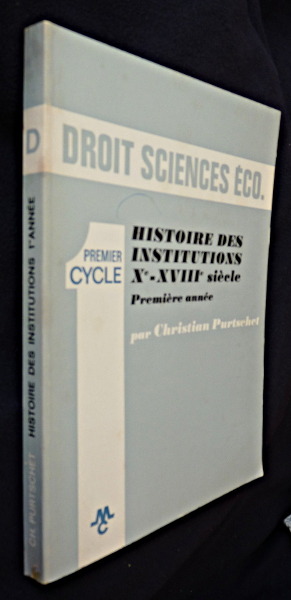 D
HISTOIRE DES INSTITUTIONS 1re ANNÉE
CH. PURTSCHET
DROIT SCIENCES ÉCO.
1
PREMIER
CYCLE
HISTOIRE DES
INSTITUTIONS
Xe-XVIIIe siècle
Première année
par Christian Purtschet
MC